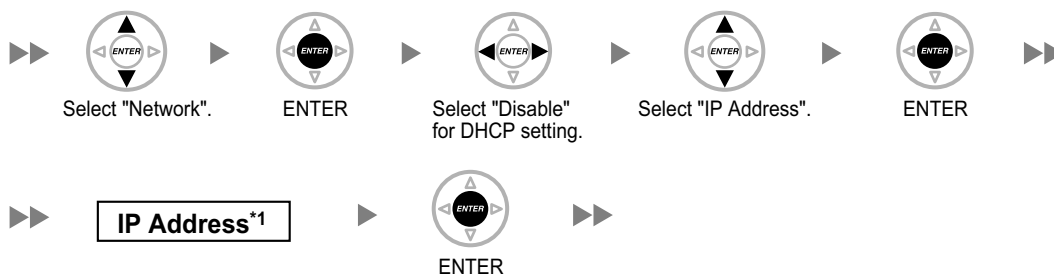 ENTER ENTER ENTER ENTER ENTER
Select "Network". ENTER Select "Disable" Select "IP Address". ENTER
for DHCP setting.
IP Address*1 ENTER
ENTER